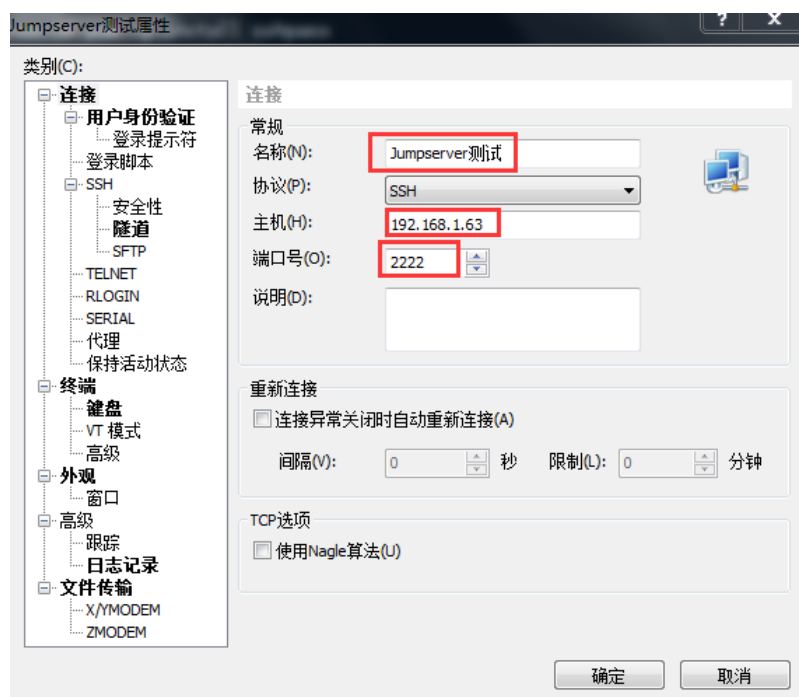 Jumpserver测试属性
? x
类别(C):
连接
用户身份验证
登录提示符
登录脚本
SSH
安全性
隧道
SFTP
TELNET
RLOGIN
SERIAL
代理
保持活动状态
终端
键盘
VT 模式
高级
外观
窗口
高级
跟踪
日志记录
文件传输
X/YMODEM
ZMODEM
连接
常规
名称(N): Jumpserver测试
协议(P): SSH
主机(H): 192.168.1.63
端口号(O): 2222
说明(D):
重新连接
连接异常关闭时自动重新连接(A)
间隔(V): 0 秒 限制(L): 0 分钟
TCP选项
使用Nagle算法(U)
确定 取消